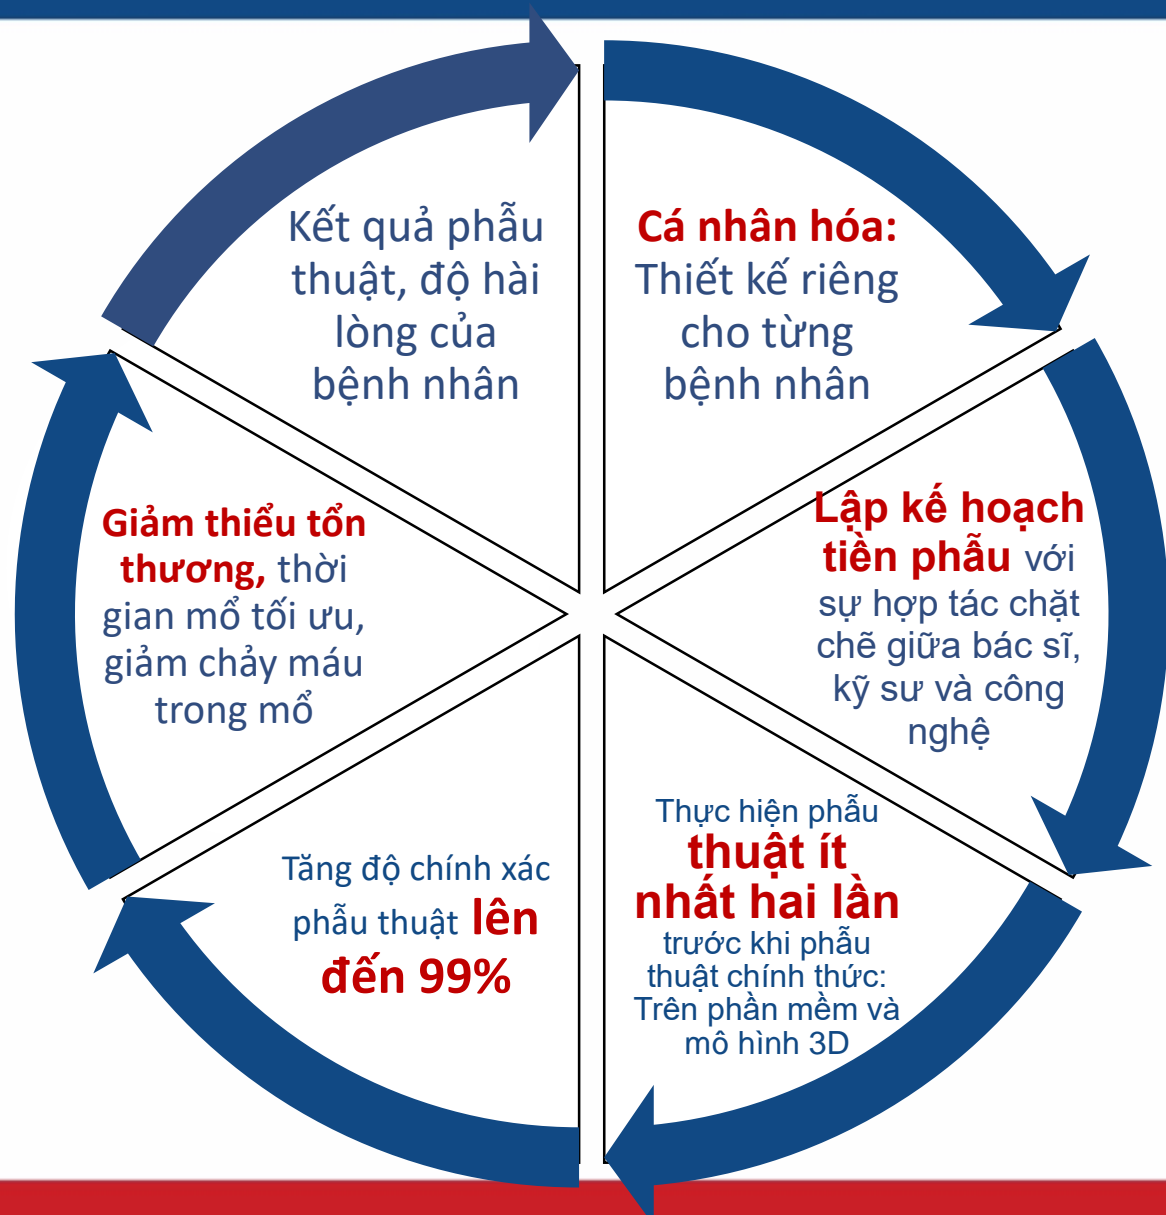 Kết quả phẫu
thuật, độ hài
lòng của
bệnh nhân
Cá nhân hóa:
Thiết kế riêng
cho từng
bệnh nhân
Lập kế hoạch
tiền phẫu với
sự hợp tác chặt
chẽ giữa bác sĩ,
kỹ sư và công
nghệ
Thực hiện phẫu
thuật ít
nhất hai lần
trước khi phẫu
thuật chính thức:
Trên phần mềm và
mô hình 3D
Tăng độ chính xác
phẫu thuật lên
đến 99%
Giảm thiểu tổn
thương, thời
gian mổ tối ưu,
giảm chảy máu
trong mổ